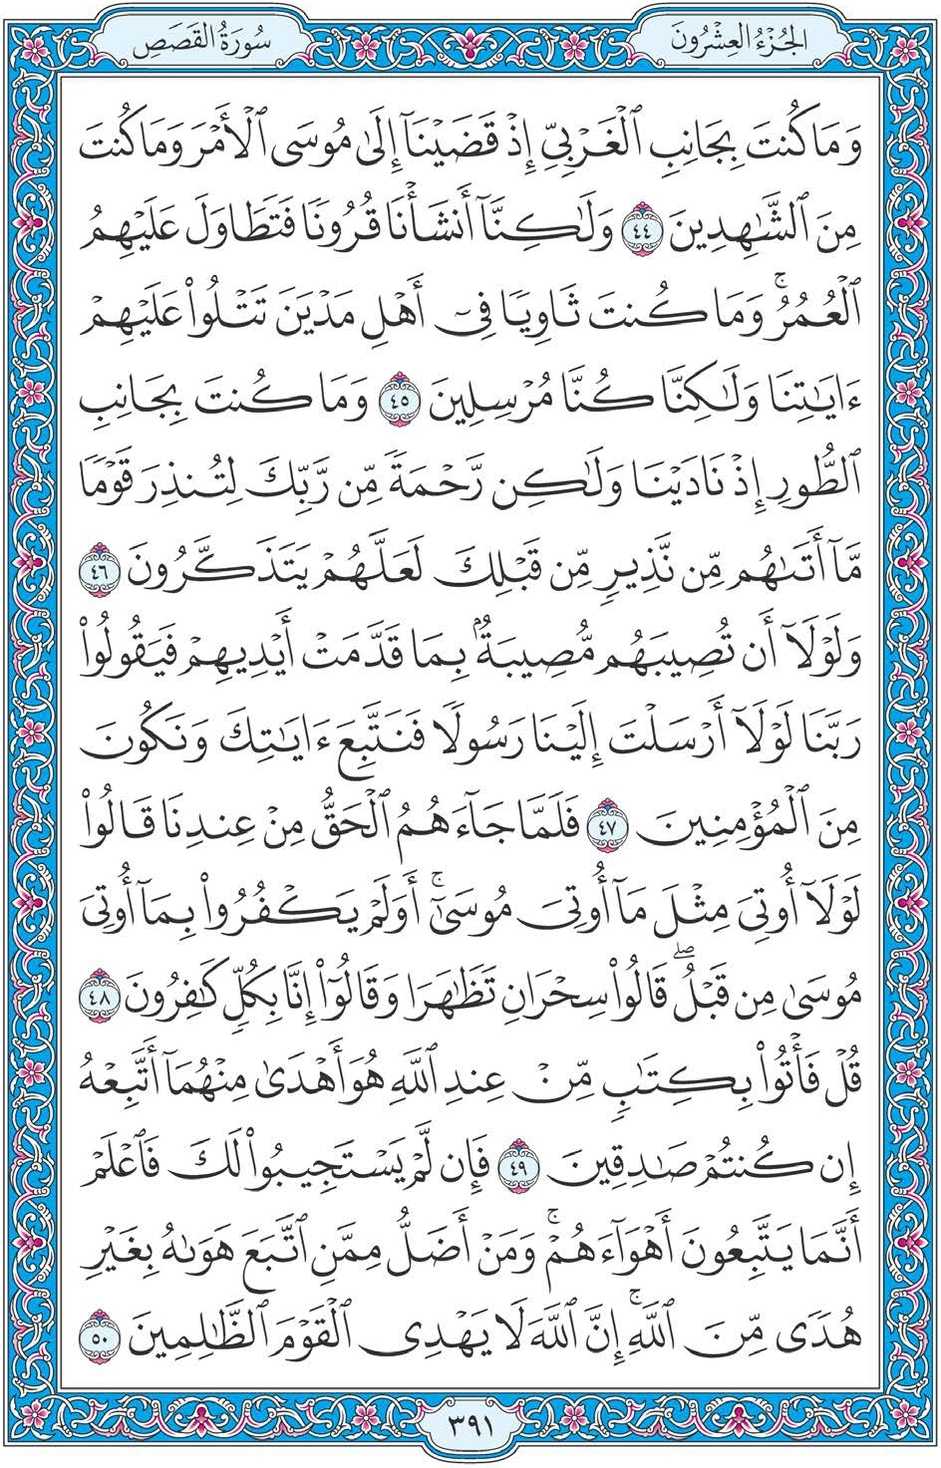 الجُزْءُ العِشْرُونَ
سُورَةُ القَصَصِ
وَمَا كُنتَ بِجَانِبِ ٱلْغَرْبِيِّ إِذْ قَضَيْنَآ إِلَىٰ مُوسَى ٱلْأَمْرَ وَمَا كُنتَ
مِنَ ٱلشَّـٰهِدِينَ ٤٤ وَلَـٰكِنَّآ أَنشَأْنَا قُرُونًا فَتَطَاوَلَ عَلَيْهِمُ
ٱلْعُمُرُ ۚ وَمَا كُنتَ ثَاوِيًا فِىٓ أَهْلِ مَدْيَنَ تَتْلُوا۟ عَلَيْهِمْ
ءَايَـٰتِنَا وَلَـٰكِنَّا كُنَّا مُرْسِلِينَ ٤٥ وَمَا كُنتَ بِجَانِبِ
ٱلطُّورِ إِذْ نَادَيْنَا وَلَـٰكِن رَّحْمَةً مِّن رَّبِّكَ لِتُنذِرَ قَوْمًا
مَّآ أَتَىٰهُم مِّن نَّذِيرٍ مِّن قَبْلِكَ لَعَلَّهُمْ يَتَذَكَّرُونَ ٤٦
وَلَوْلَآ أَن تُصِيبَهُم مُّصِيبَةٌۢ بِمَا قَدَّمَتْ أَيْدِيهِمْ فَيَقُولُوا۟
رَبَّنَا لَوْلَآ أَرْسَلْتَ إِلَيْنَا رَسُولًا فَنَتَّبِعَ ءَايَـٰتِكَ وَنَكُونَ
مِنَ ٱلْمُؤْمِنِينَ ٤٧ فَلَمَّا جَآءَهُمُ ٱلْحَقُّ مِنْ عِندِنَا قَالُوا۟
لَوْلَآ أُوتِىَ مِثْلَ مَآ أُوتِىَ مُوسَىٰٓ ۚ أَوَلَمْ يَكْفُرُوا۟ بِمَآ أُوتِىَ
مُوسَىٰ مِن قَبْلُ ۖ قَالُوا۟ سِحْرَانِ تَظَـٰهَرَا وَقَالُوٓا۟ إِنَّا بِكُلٍّ كَـٰفِرُونَ ٤٨
قُلْ فَأْتُوا۟ بِكِتَـٰبٍ مِّنْ عِندِ ٱللَّهِ هُوَ أَهْدَىٰ مِنْهُمَآ أَتَّبِعْهُ
إِن كُنتُمْ صَـٰدِقِينَ ٤٩ فَإِن لَّمْ يَسْتَجِيبُوا۟ لَكَ فَٱعْلَمْ
أَنَّمَا يَتَّبِعُونَ أَهْوَآءَهُمْ ۚ وَمَنْ أَضَلُّ مِمَّنِ ٱتَّبَعَ هَوَىٰهُ بِغَيْرِ
هُدًى مِّنَ ٱللَّهِ ۚ إِنَّ ٱللَّهَ لَا يَهْدِى ٱلْقَوْمَ ٱلظَّـٰلِمِينَ ٥٠
٣٩١